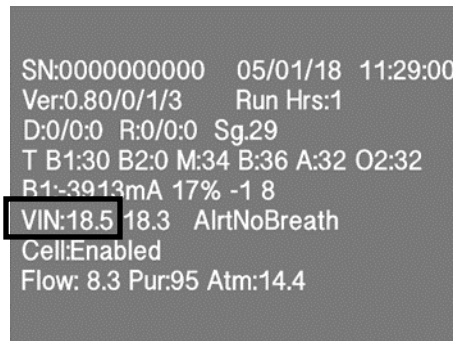 SN:0000000000 05/01/18 11:29:00
Ver:0.80/0/1/3 Run Hrs:1
D:0/0:0 R:0/0:0 Sg.29
T B1:30 B2:0 M:34 B:36 A:32 O2:32
B1:-3913mA 17% -1 8
VIN:18.5 18.3 AlrtNoBreath
Cell:Enabled
Flow: 8.3 Pur:95 Atm:14.4